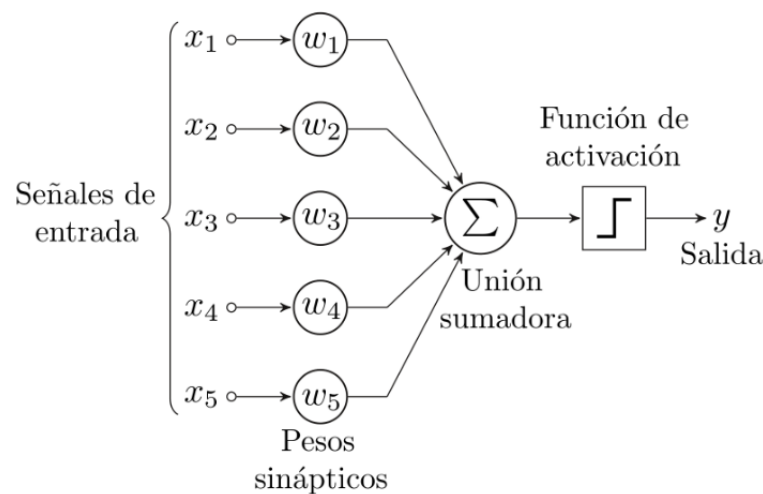 x₁ w₁
x₂ w₂
Función de
activación
Señales de
entrada
x₃ w₃ Σ y
Salida
Unión
sumadora
x₄ w₄
x₅ w₅
Pesos
sinápticos